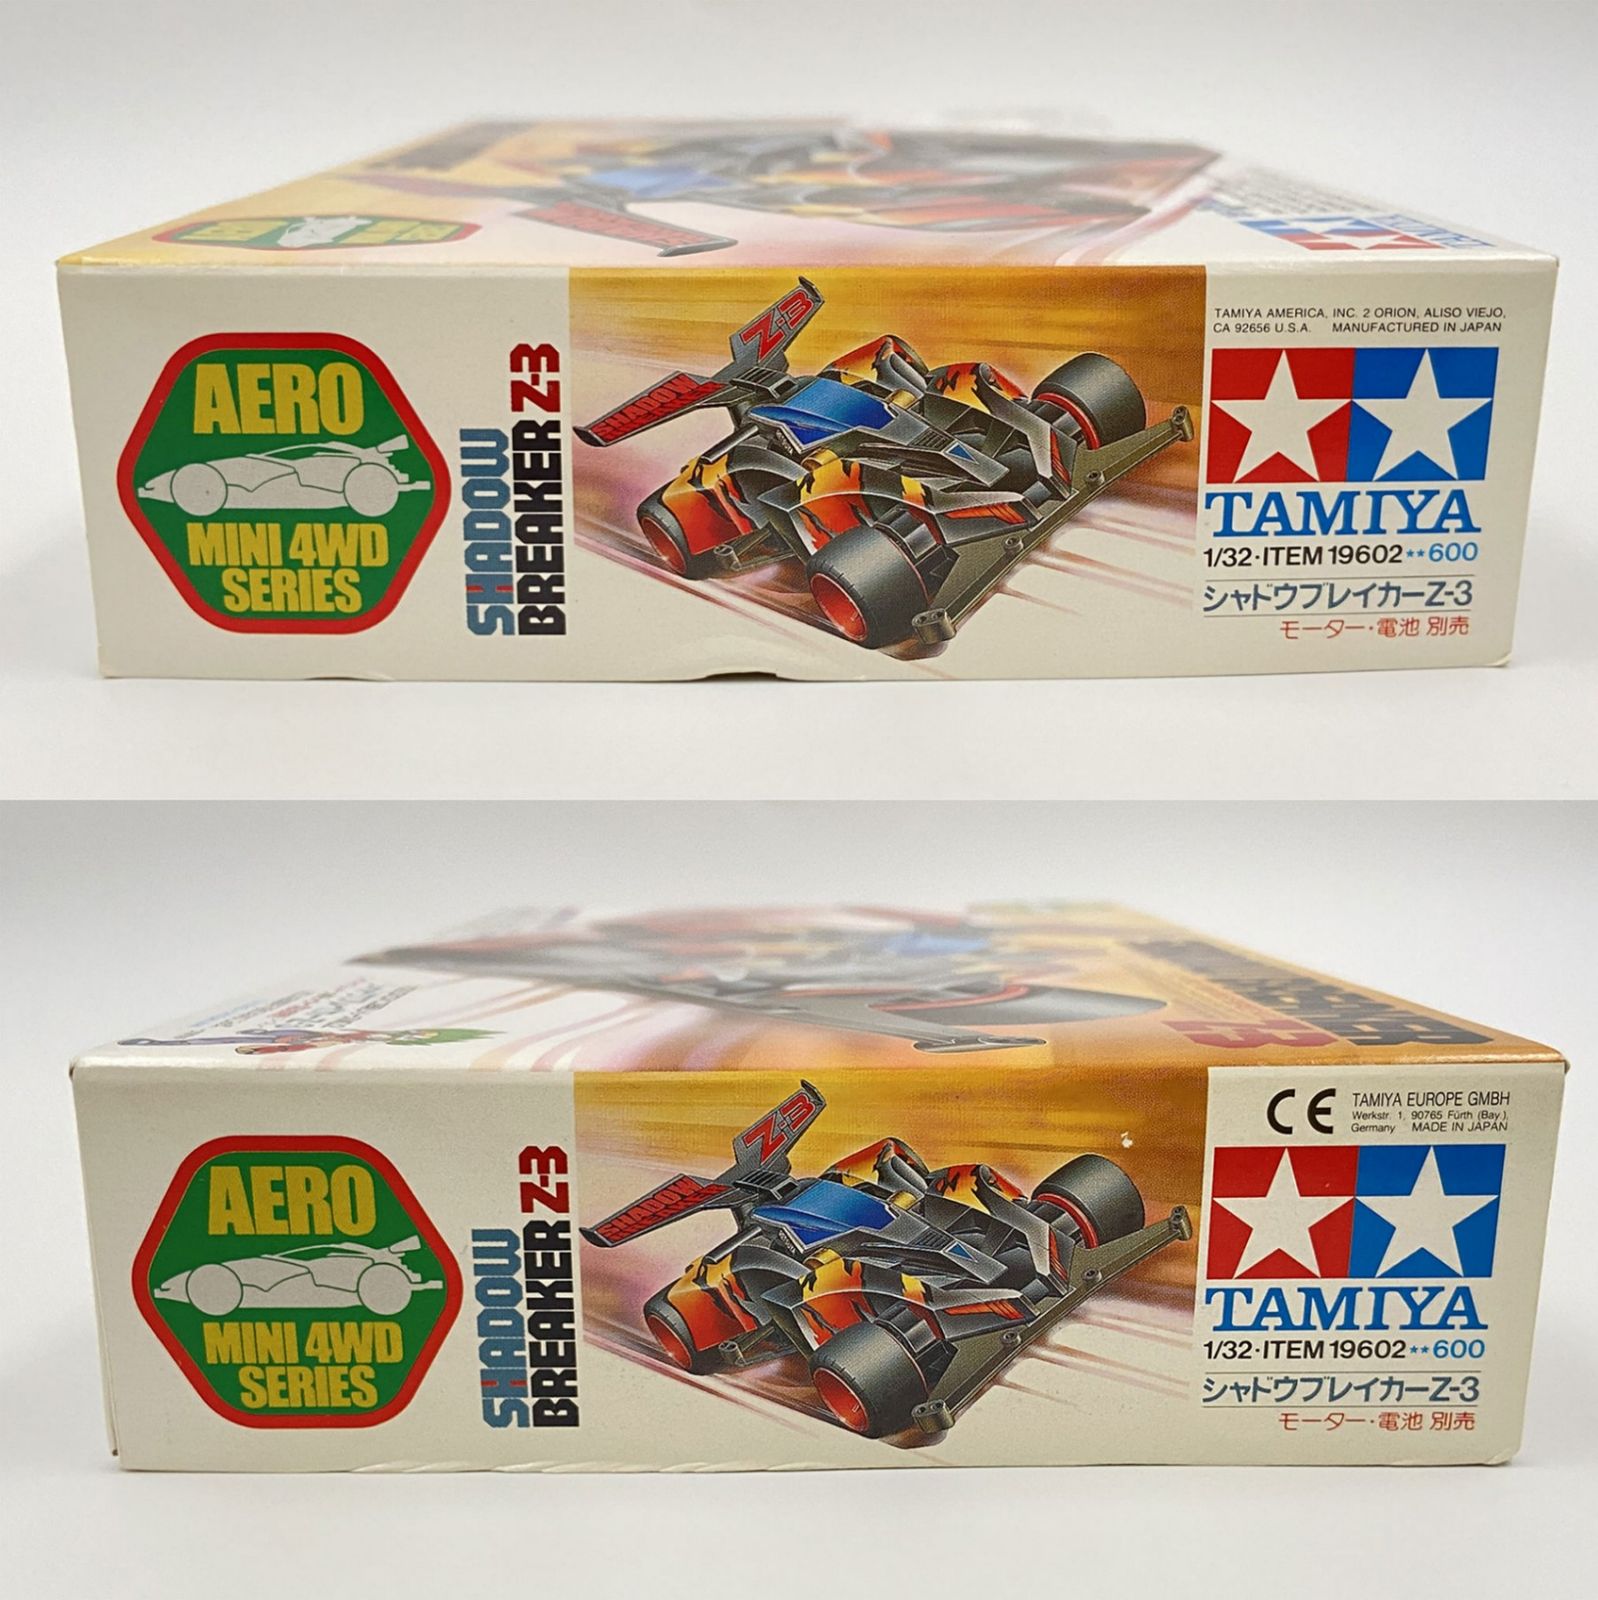 AERO
MINI 4WD
SERIES
SHADOW
BREAKER Z-3
Z-3
SHADOW
TAMIYA AMERICA, INC. 2 ORION, ALISO VIEJO,
CA 92656 U.S.A. MANUFACTURED IN JAPAN
TAMIYA
1/32・ITEM 19602★★600
シャドウブレイカーZ-3
モーター・電池 別売
AERO
MINI 4WD
SERIES
SHADOW
BREAKER Z-3
Z-3
SHADOW
CE
TAMIYA EUROPE GMBH
Werkstr. 1, 90765 Fürth (Bay.),
Germany MADE IN JAPAN
TAMIYA
1/32・ITEM 19602★★600
シャドウブレイカーZ-3
モーター・電池 別売